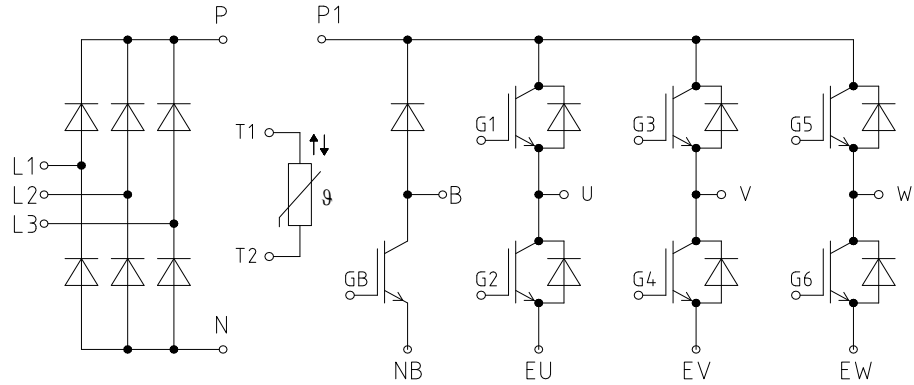 P P1
T1
G1 G3 G5
L1
L2 B U V W
L3 ϑ
T2
GB G2 G4 G6
N
NB EU EV EW